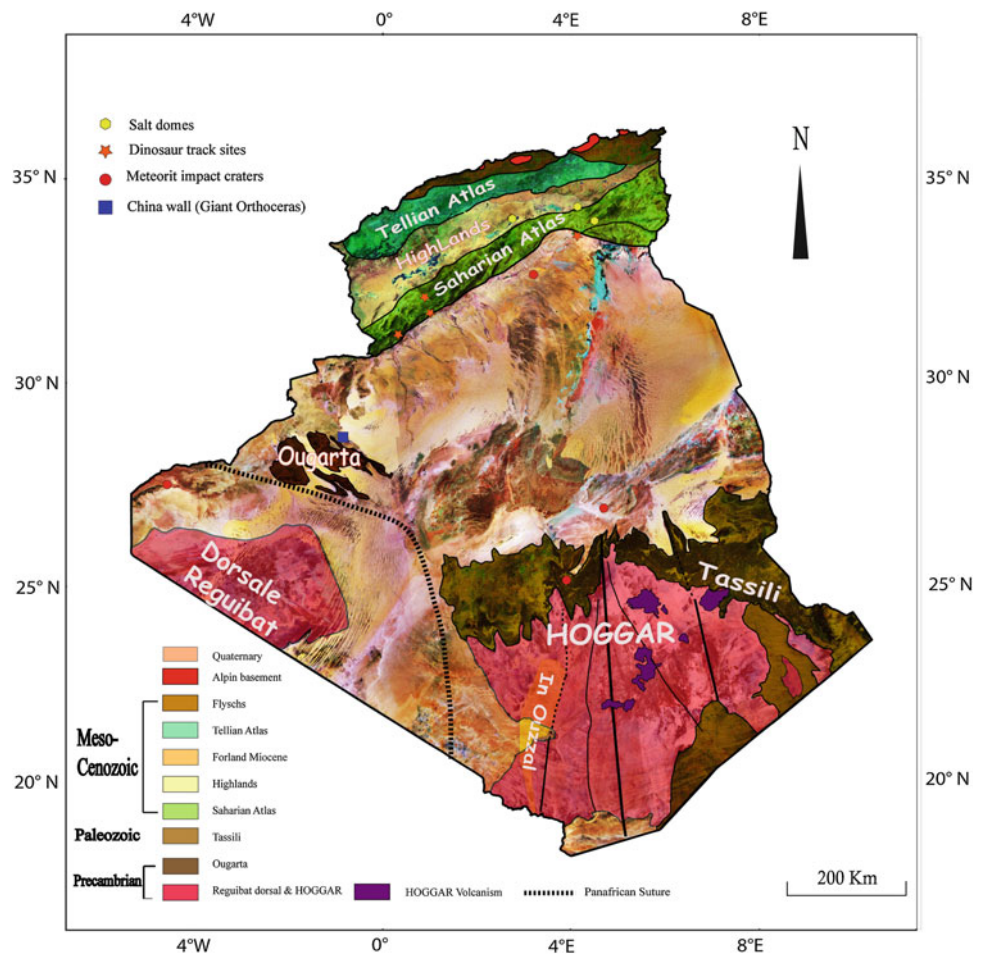 4°W 0° 4°E 8°E
Salt domes
Dinosaur track sites
Meteorit impact craters
China wall (Giant Orthoceras)
N
35° N 35° N
Tellian Atlas
HighLands
Saharian Atlas
30° N 30° N
Ougarta
25° N 25° N
Dorsale
Reguibat
Tassili
HOGGAR
In Ouzzal
20° N 20° N
Quaternary
Alpin basement
Meso-
Cenozoic
Flyschs
Tellian Atlas
Forland Miocene
Highlands
Saharian Atlas
Paleozoic Tassili
Precambrian
Ougarta
Reguibat dorsal & HOGGAR HOGGAR Volcanism Panafrican Suture
200 Km
4°W 0° 4°E 8°E